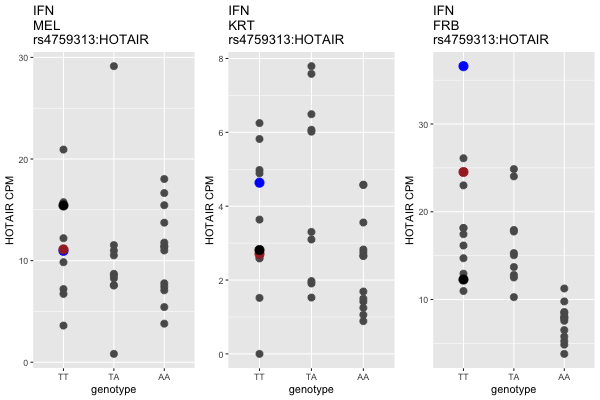 IFN
MEL
rs4759313:HOTAIR
HOTAIR CPM
30
20
10
0
TT TA AA
genotype
IFN
KRT
rs4759313:HOTAIR
HOTAIR CPM
8
6
4
2
0
TT TA AA
genotype
IFN
FRB
rs4759313:HOTAIR
HOTAIR CPM
30
20
10
TT TA AA
genotype